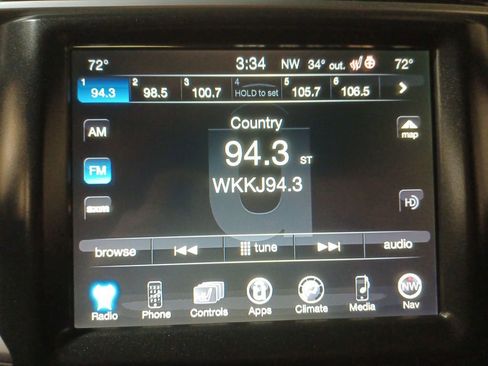 72° 3:34 NW 34° out. 72°
1 2 3 4 5 6
94.3 98.5 100.7 HOLD to set 105.7 106.5
AM Country map
94.3 ST
FM WKKJ94.3
HD
browse tune audio
NW
Radio Phone Controls Apps Climate Media Nav